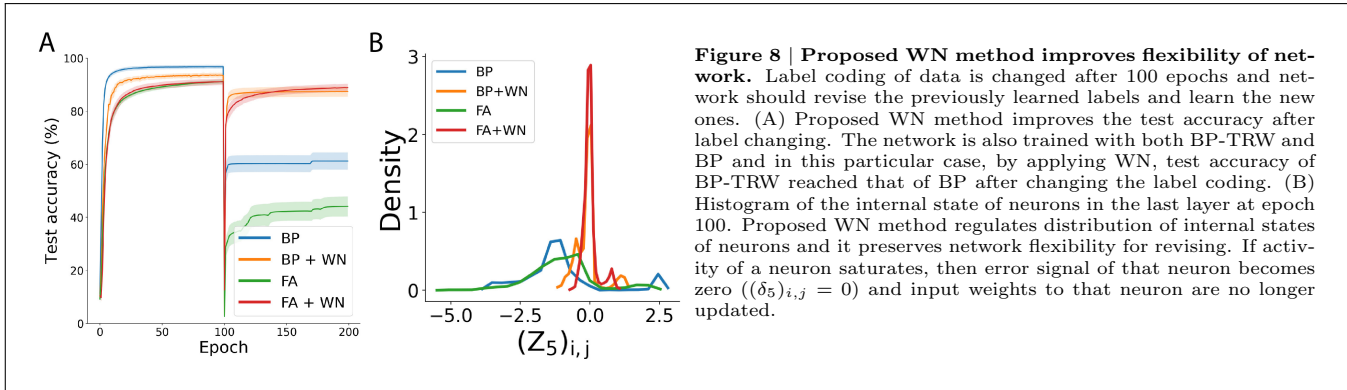 A
Test accuracy (%)
100
80
60
40
20
0
0
50
100
150
200
Epoch
BP
BP + WN
FA
FA + WN
B
Density
3
2
1
0
−5.0
−2.5
0.0
2.5
(Z₅)ᵢ,ⱼ
BP
BP+WN
FA
FA+WN
Figure 8 | Proposed WN method improves flexibility of net-
work. Label coding of data is changed after 100 epochs and net-
work should revise the previously learned labels and learn the new
ones. (A) Proposed WN method improves the test accuracy after
label changing. The network is also trained with both BP-TRW and
BP and in this particular case, by applying WN, test accuracy of
BP-TRW reached that of BP after changing the label coding. (B)
Histogram of the internal state of neurons in the last layer at epoch
100. Proposed WN method regulates distribution of internal states
of neurons and it preserves network flexibility for revising. If activ-
ity of a neuron saturates, then error signal of that neuron becomes
zero ((δ₅)ᵢ,ⱼ = 0) and input weights to that neuron are no longer
updated.